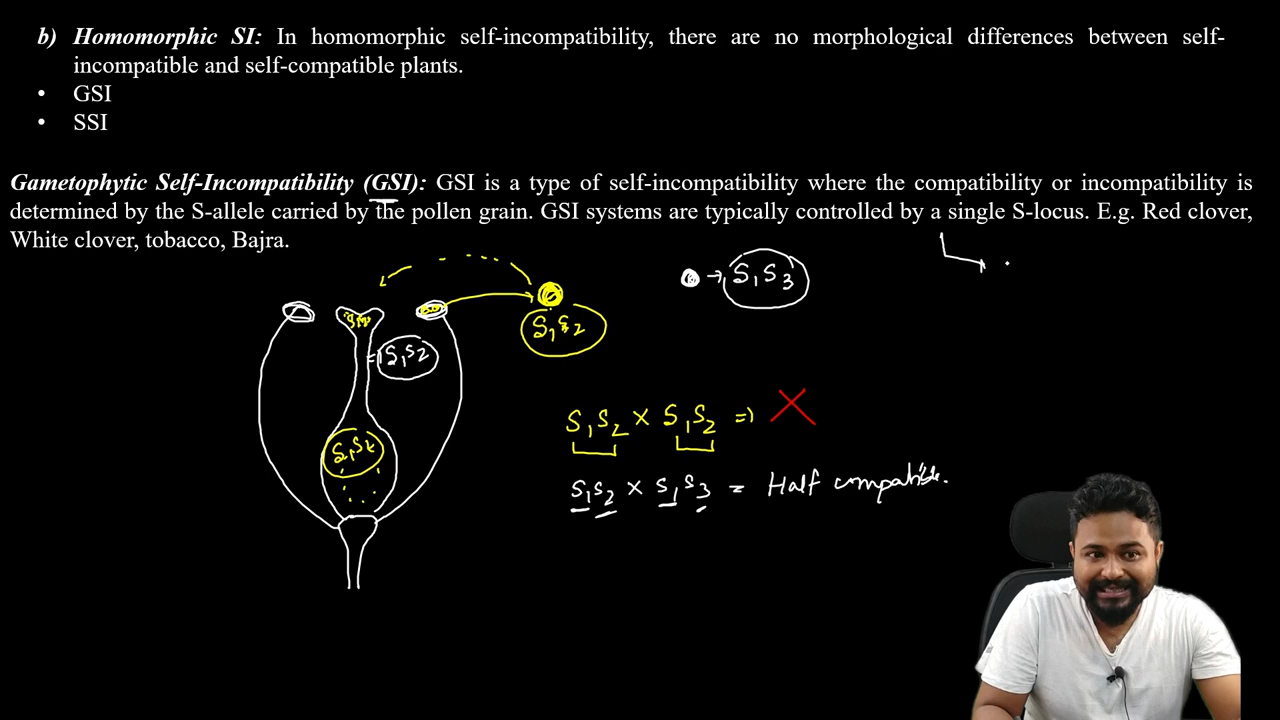 b) Homomorphic SI: In homomorphic self-incompatibility, there are no morphological differences between self-
incompatible and self-compatible plants.
• GSI
• SSI
Gametophytic Self-Incompatibility (GSI): GSI is a type of self-incompatibility where the compatibility or incompatibility is
determined by the S-allele carried by the pollen grain. GSI systems are typically controlled by a single S-locus. E.g. Red clover,
White clover, tobacco, Bajra.
→ S₁S₃
S₁S₂
= S₁S₂
S₁S₂ × S₁S₂ ⇒ ×
S₁S₂ × S₁S₃ = Half compatible.